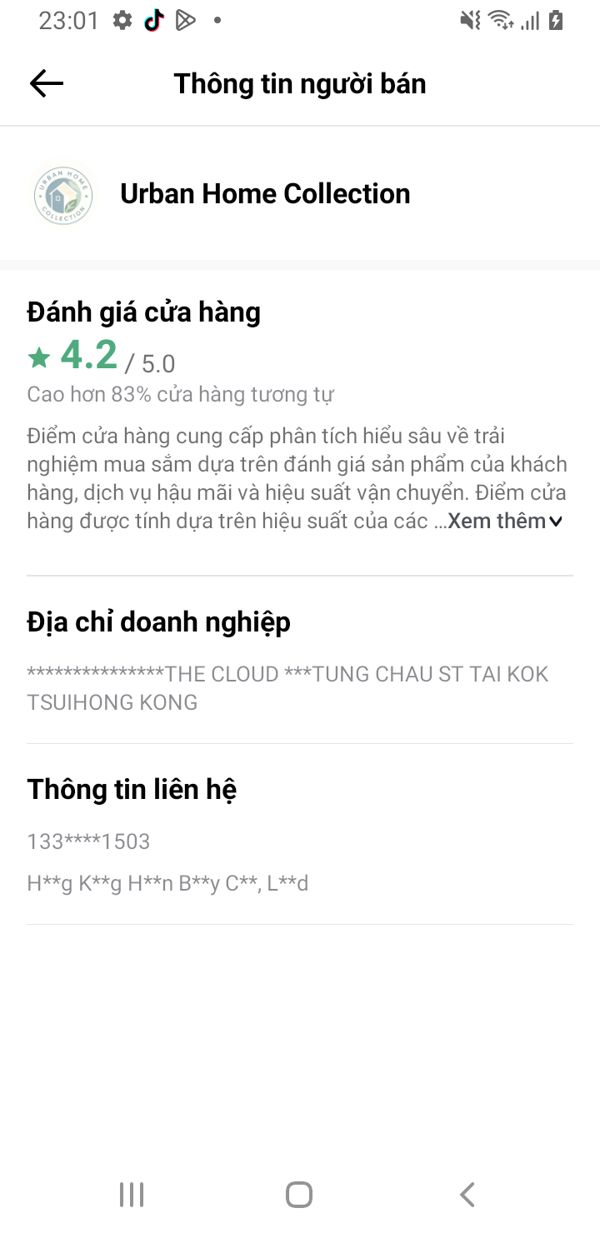 23:01
Thông tin người bán
URBAN HOME
COLLECTION
Urban Home Collection
Đánh giá cửa hàng
4.2 / 5.0
Cao hơn 83% cửa hàng tương tự
Điểm cửa hàng cung cấp phân tích hiểu sâu về trải
nghiệm mua sắm dựa trên đánh giá sản phẩm của khách
hàng, dịch vụ hậu mãi và hiệu suất vận chuyển. Điểm cửa
hàng được tính dựa trên hiệu suất của các ...Xem thêm
Địa chỉ doanh nghiệp
***************THE CLOUD ***TUNG CHAU ST TAI KOK
TSUIHONG KONG
Thông tin liên hệ
133****1503
H**g K**g H**n B**y C**, L**d